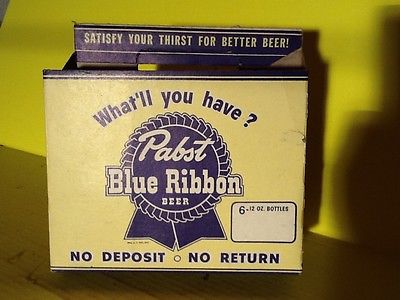 SATISFY YOUR THIRST FOR BETTER BEER!
What'll you have?
Pabst
Blue Ribbon
BEER
6-12 OZ. BOTTLES
NO DEPOSIT ○ NO RETURN